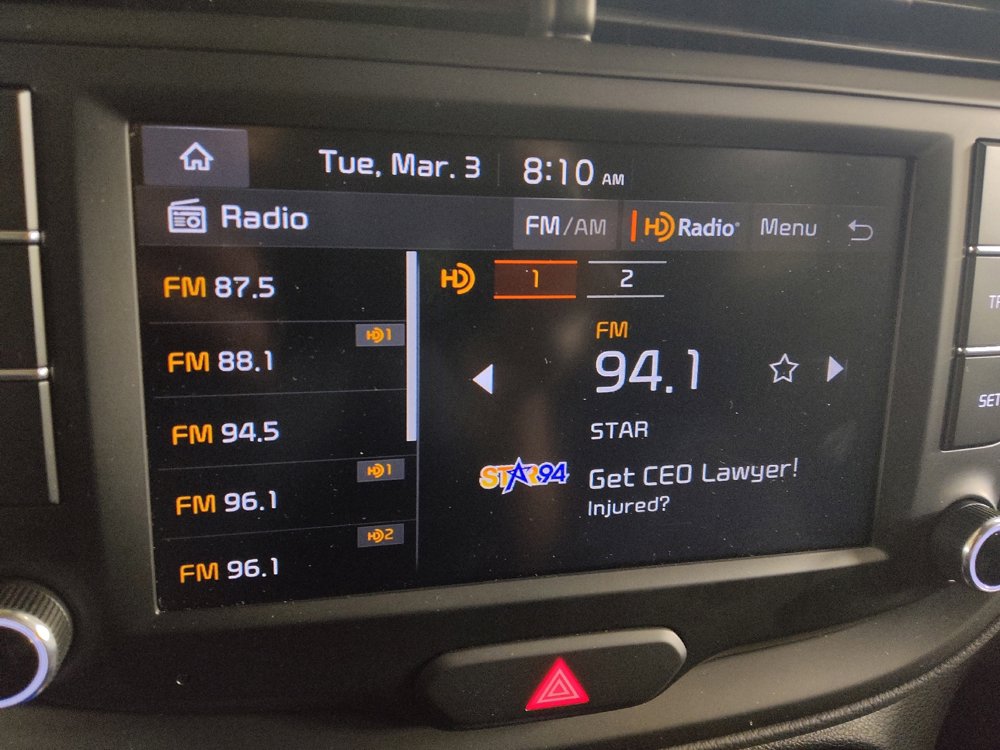 Tue, Mar. 3 8:10 AM
Radio FM/AM HD Radio Menu
FM 87.5
HD1
FM 88.1
FM 94.5
HD1
FM 96.1
HD2
FM 96.1
HD 1 2
FM
94.1
STAR
STAR94 Get CEO Lawyer!
Injured?
SET